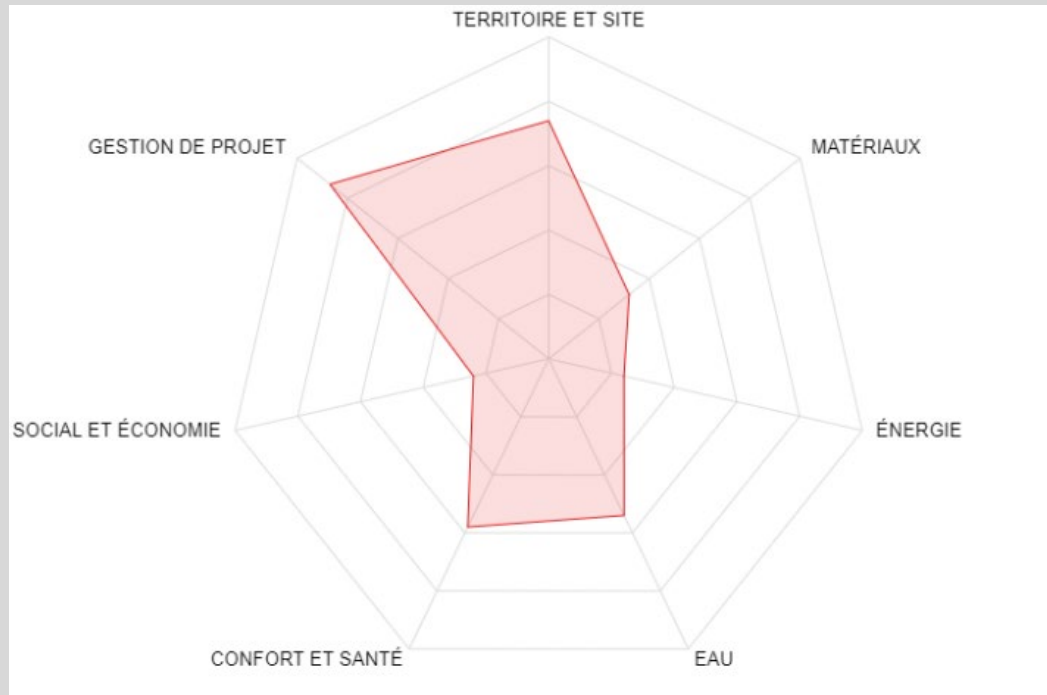 TERRITOIRE ET SITE
GESTION DE PROJET
MATÉRIAUX
SOCIAL ET ÉCONOMIE
ÉNERGIE
CONFORT ET SANTÉ
EAU